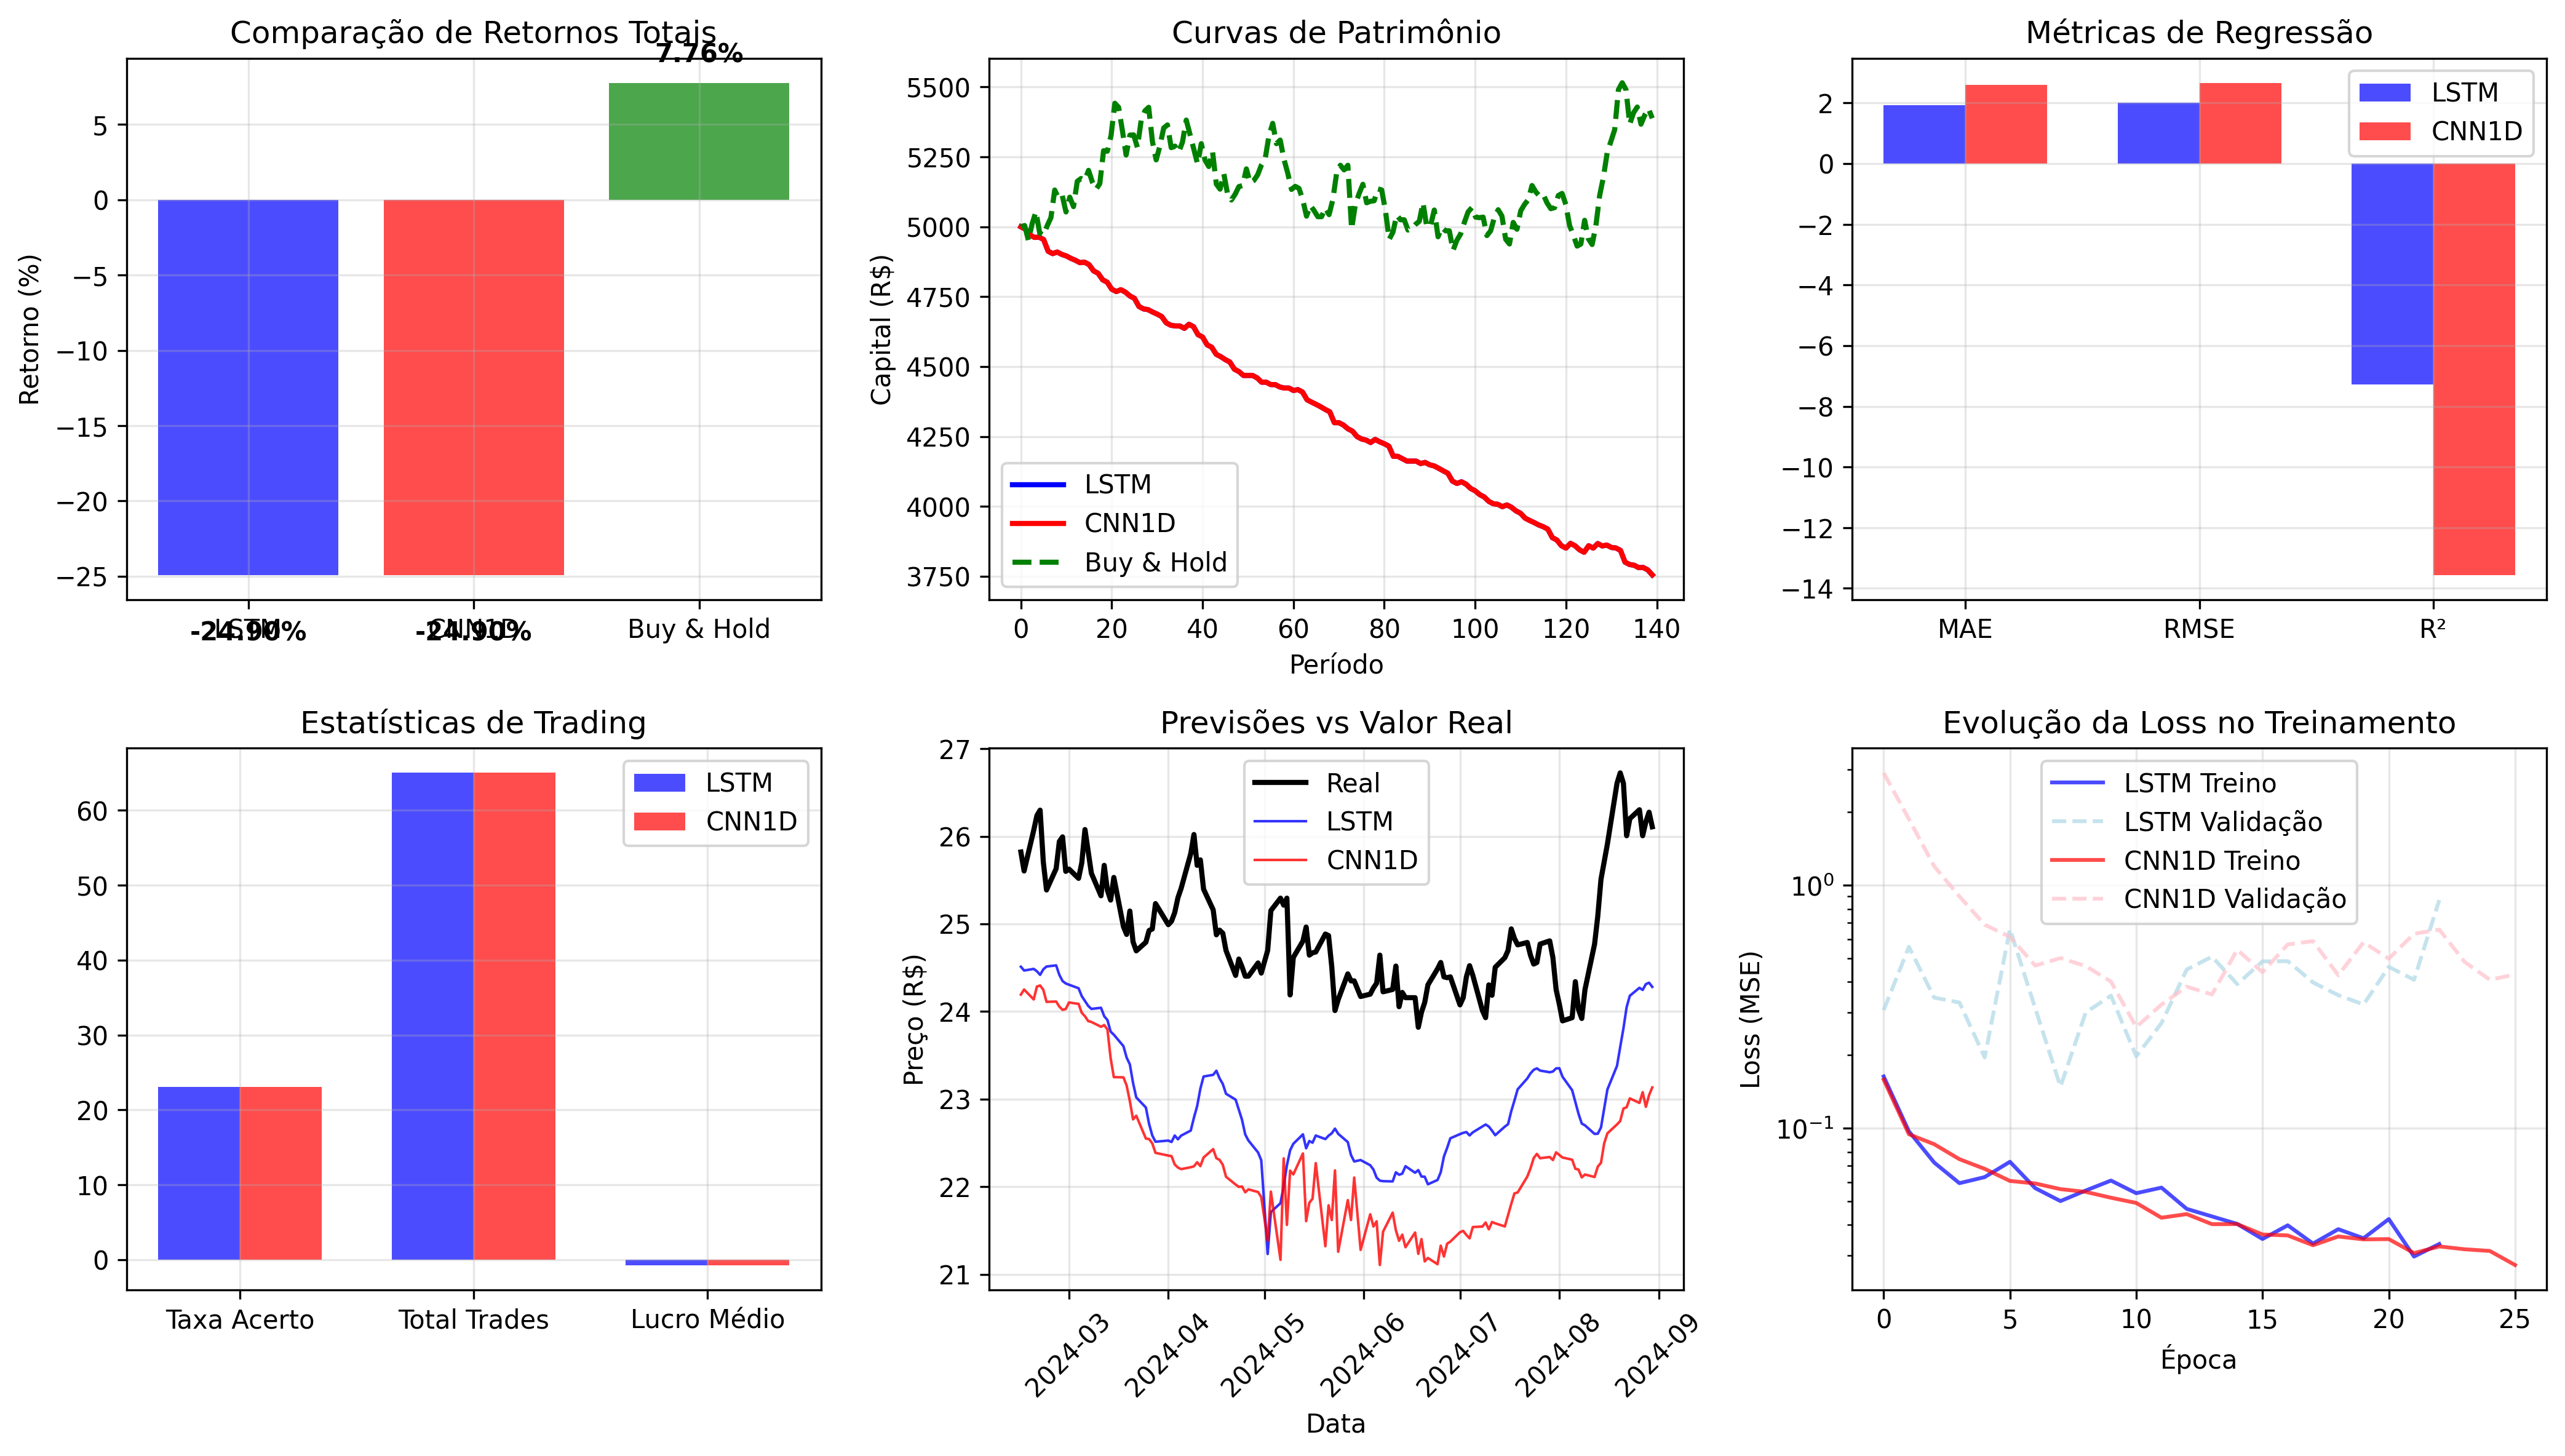 Comparação de Retornos Totais
7.76%
Retorno (%)
5
0
−5
−10
−15
−20
−25
LSTM
-24.90%
CNN1D
-24.90%
Buy & Hold
Curvas de Patrimônio
Capital (R$)
5500
5250
5000
4750
4500
4250
4000
3750
LSTM
CNN1D
Buy & Hold
0 20 40 60 80 100 120 140
Período
Métricas de Regressão
2
0
−2
−4
−6
−8
−10
−12
−14
LSTM
CNN1D
MAE RMSE R²
Estatísticas de Trading
60
50
40
30
20
10
0
LSTM
CNN1D
Taxa Acerto Total Trades Lucro Médio
Previsões vs Valor Real
Preço (R$)
27
26
25
24
23
22
21
Real
LSTM
CNN1D
2024-03 2024-04 2024-05 2024-06 2024-07 2024-08 2024-09
Data
Evolução da Loss no Treinamento
Loss (MSE)
10⁰
10⁻¹
LSTM Treino
LSTM Validação
CNN1D Treino
CNN1D Validação
0 5 10 15 20 25
Época